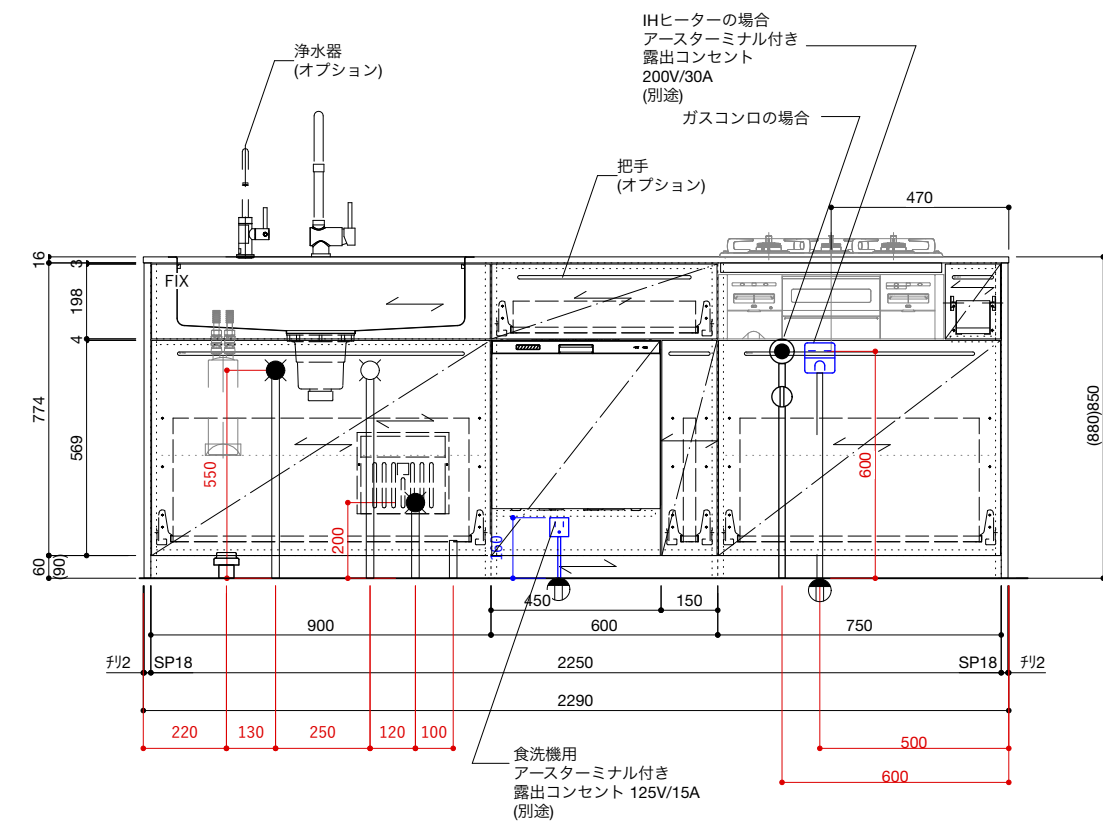 IHヒーターの場合
アースターミナル付き
露出コンセント
200V/30A
(別途)
浄水器
(オプション)
ガスコンロの場合
把手
(オプション)
470
16
3
FIX
198
4
774
569
550
600
200
160
(880)850
60
(90)
450
150
900
600
750
ﾁﾘ2
SP18
2250
SP18
ﾁﾘ2
2290
220
130
250
120
100
500
600
食洗機用
アースターミナル付き
露出コンセント 125V/15A
(別途)